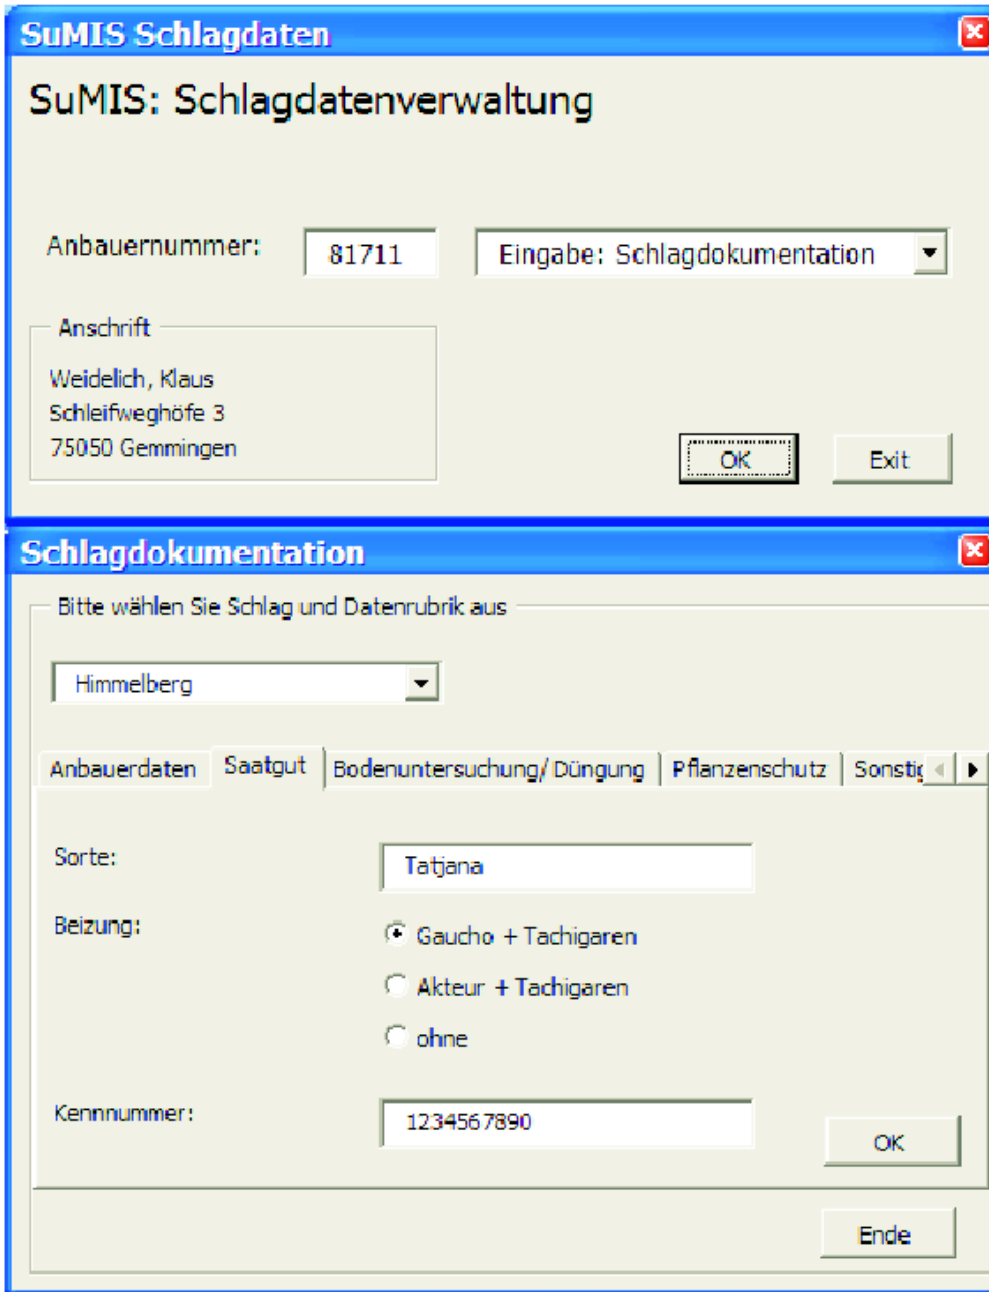 SuMIS Schlagdaten
SuMIS: Schlagdatenverwaltung
Anbauernummer: 81711 Eingabe: Schlagdokumentation
Anschrift
Weidelich, Klaus
Schleifweghöfe 3
75050 Gemmingen
OK Exit
Schlagdokumentation
Bitte wählen Sie Schlag und Datenrubrik aus
Himmelberg
Anbauerdaten Saatgut Bodenuntersuchung/Düngung Pflanzenschutz Sonstig
Sorte: Tatjana
Beizung: Gaucho + Tachigaren
Akteur + Tachigaren
ohne
Kennnummer: 1234567890
OK
Ende